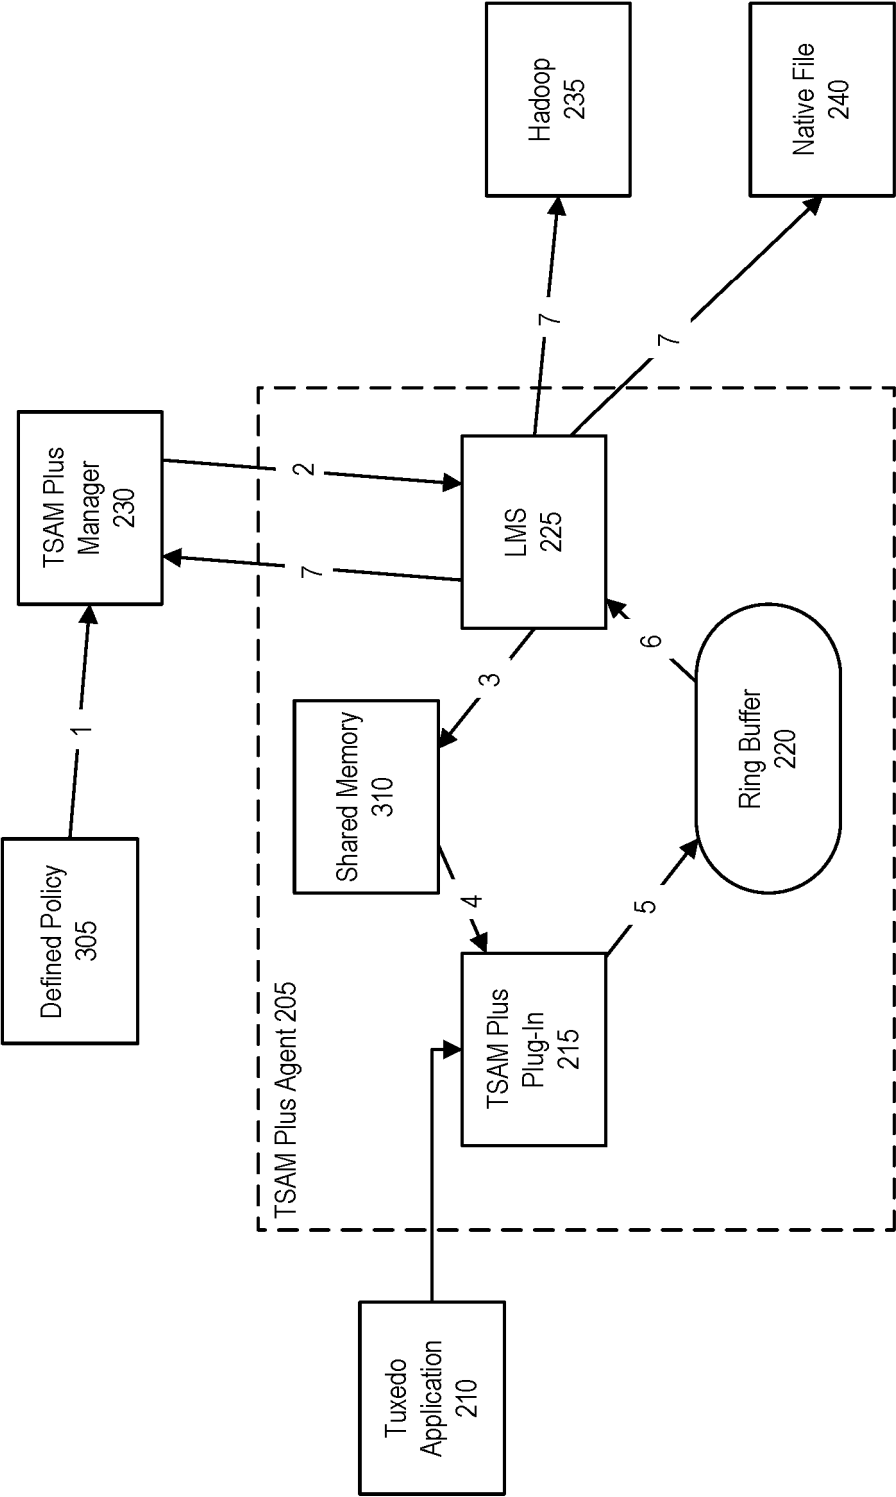 Defined Policy
305
1
TSAM Plus
Manager
230
2
7
Hadoop
235
7
Native File
240
7
TSAM Plus Agent 205
Shared Memory
310
3
LMS
225
4
6
Tuxedo
Application
210
TSAM Plus
Plug-In
215
5
Ring Buffer
220